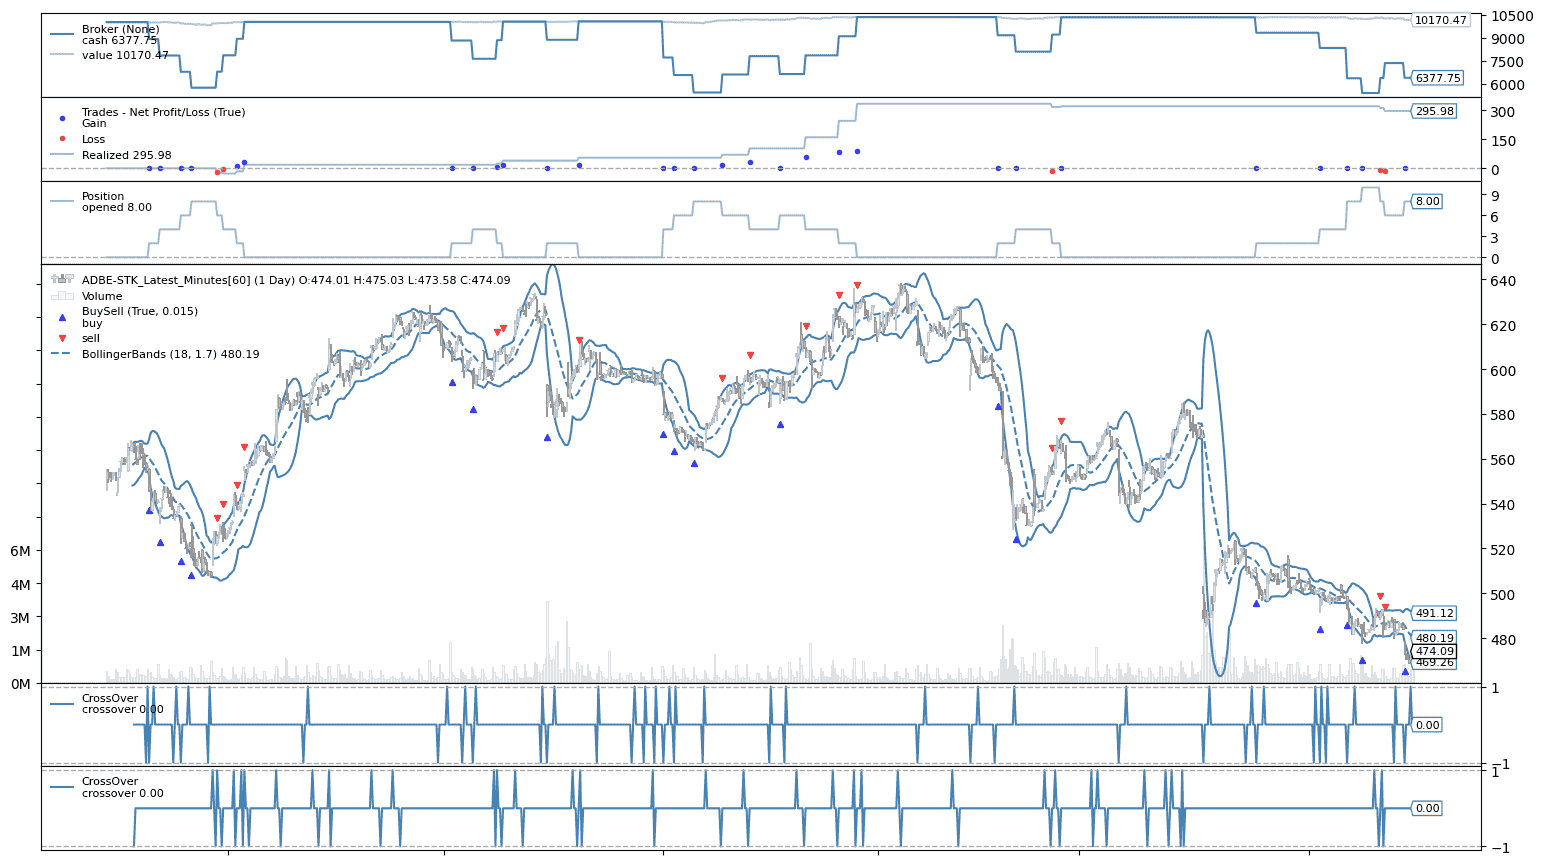 Broker (None)
cash 6377.75
value 10170.47
10500
9000
7500
6000
10170.47
6377.75
Trades - Net Profit/Loss (True)
Gain
Loss
Realized 295.98
300
150
0
295.98
Position
opened 8.00
9
6
3
0
8.00
ADBE-STK_Latest_Minutes[60] (1 Day) O:474.01 H:475.03 L:473.58 C:474.09
Volume
BuySell (True, 0.015)
buy
sell
BollingerBands (18, 1.7) 480.19
640
620
600
580
560
540
520
500
480
491.12
480.19
474.09
469.26
6M
4M
3M
1M
0M
CrossOver
crossover 0.00
1
0.00
−1
CrossOver
crossover 0.00
1
0.00
−1